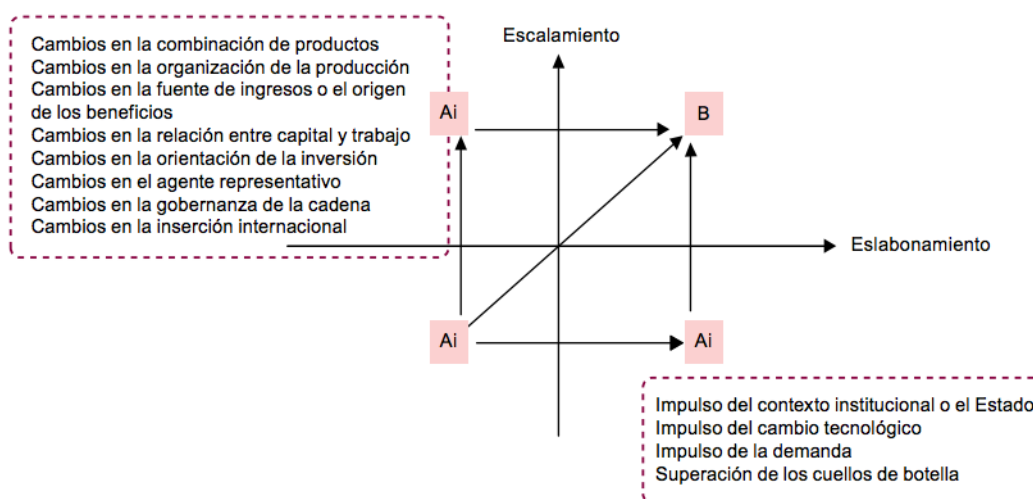 Cambios en la combinación de productos
Cambios en la organización de la producción
Cambios en la fuente de ingresos o el origen
de los beneficios
Cambios en la relación entre capital y trabajo
Cambios en la orientación de la inversión
Cambios en el agente representativo
Cambios en la gobernanza de la cadena
Cambios en la inserción internacional
Escalamiento
Ai
B
Eslabonamiento
Ai
Ai
Impulso del contexto institucional o el Estado
Impulso del cambio tecnológico
Impulso de la demanda
Superación de los cuellos de botella